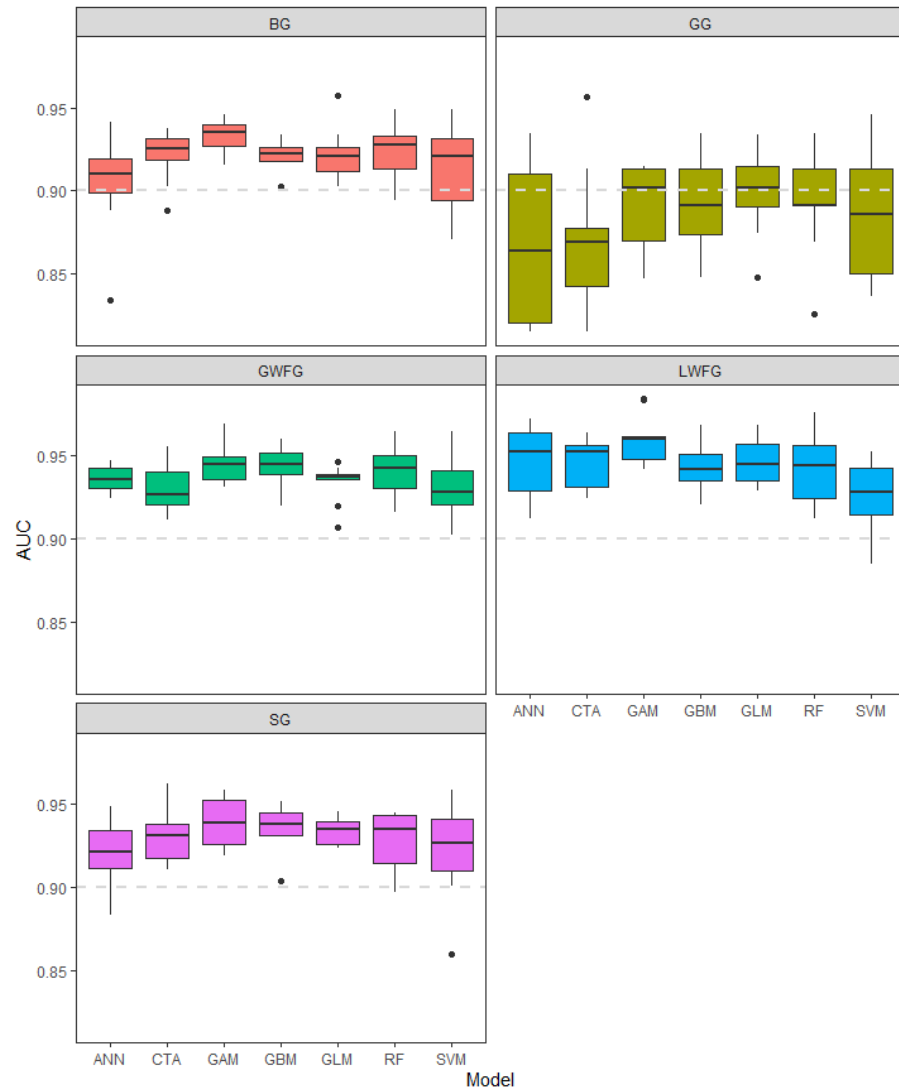 BG GG
0.95
0.90
0.85
GWFG LWFG
0.95
0.90
0.85
ANN CTA GAM GBM GLM RF SVM
SG
0.95
0.90
0.85
ANN CTA GAM GBM GLM RF SVM
AUC
Model